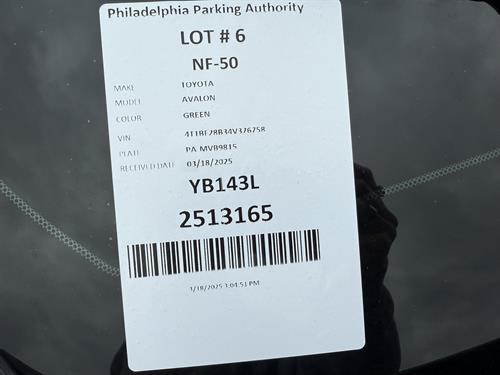 Philadelphia Parking Authority
LOT # 6
NF-50
MAKE TOYOTA
MODEL AVALON
COLOR GREEN
VIN 4T1BF28B34V376758
PLATE PA MVB9815
RECEIVED DATE 03/18/2025
YB143L
2513165
3/18/2025 3:04:51 PM